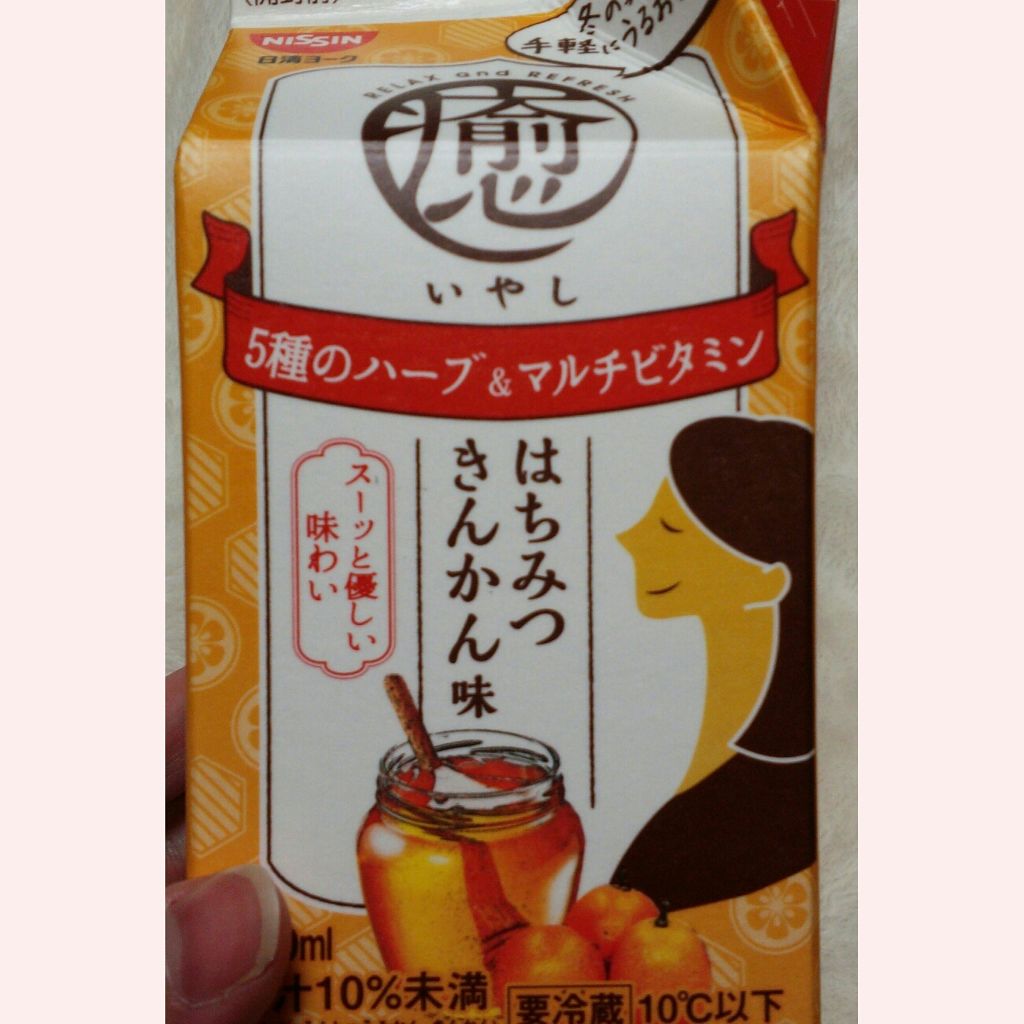 NISSIN
日清ヨーク
手軽にうるお
RELAX and REFRESH
癒
いやし
5種のハーブ&マルチビタミン
はちみつ
きんかん味
スーッと優しい
味わい
ml
汁10%未満
要冷蔵 10℃以下